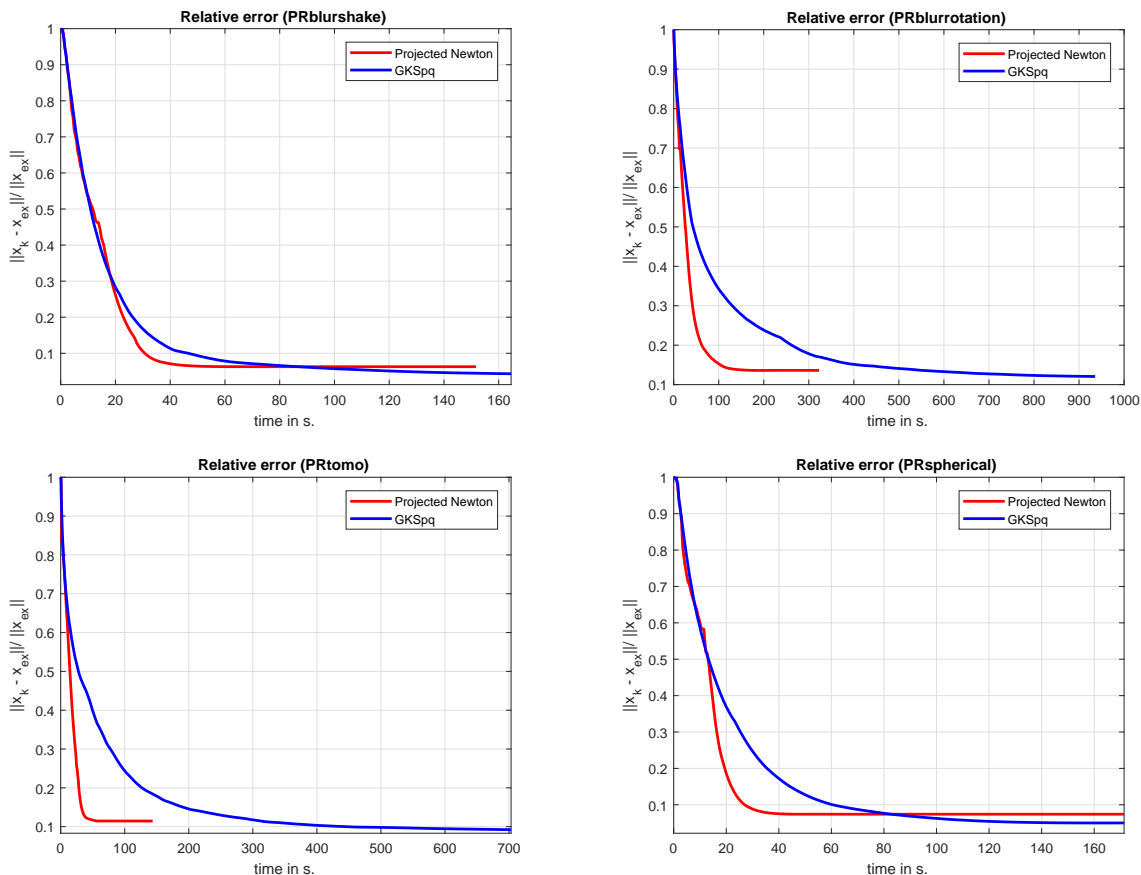 Relative error (PRblurshake)
1
0.9
0.8
0.7
0.6
0.5
0.4
0.3
0.2
0.1
||x_k - x_ex||/ ||x_ex||
Projected Newton
GKSpq
0 20 40 60 80 100 120 140 160
time in s.
Relative error (PRblurrotation)
1
0.9
0.8
0.7
0.6
0.5
0.4
0.3
0.2
0.1
||x_k - x_ex||/ ||x_ex||
Projected Newton
GKSpq
0 100 200 300 400 500 600 700 800 900 1000
time in s.
Relative error (PRtomo)
1
0.9
0.8
0.7
0.6
0.5
0.4
0.3
0.2
0.1
||x_k - x_ex||/ ||x_ex||
Projected Newton
GKSpq
0 100 200 300 400 500 600 700
time in s.
Relative error (PRspherical)
1
0.9
0.8
0.7
0.6
0.5
0.4
0.3
0.2
0.1
||x_k - x_ex||/ ||x_ex||
Projected Newton
GKSpq
0 20 40 60 80 100 120 140 160
time in s.